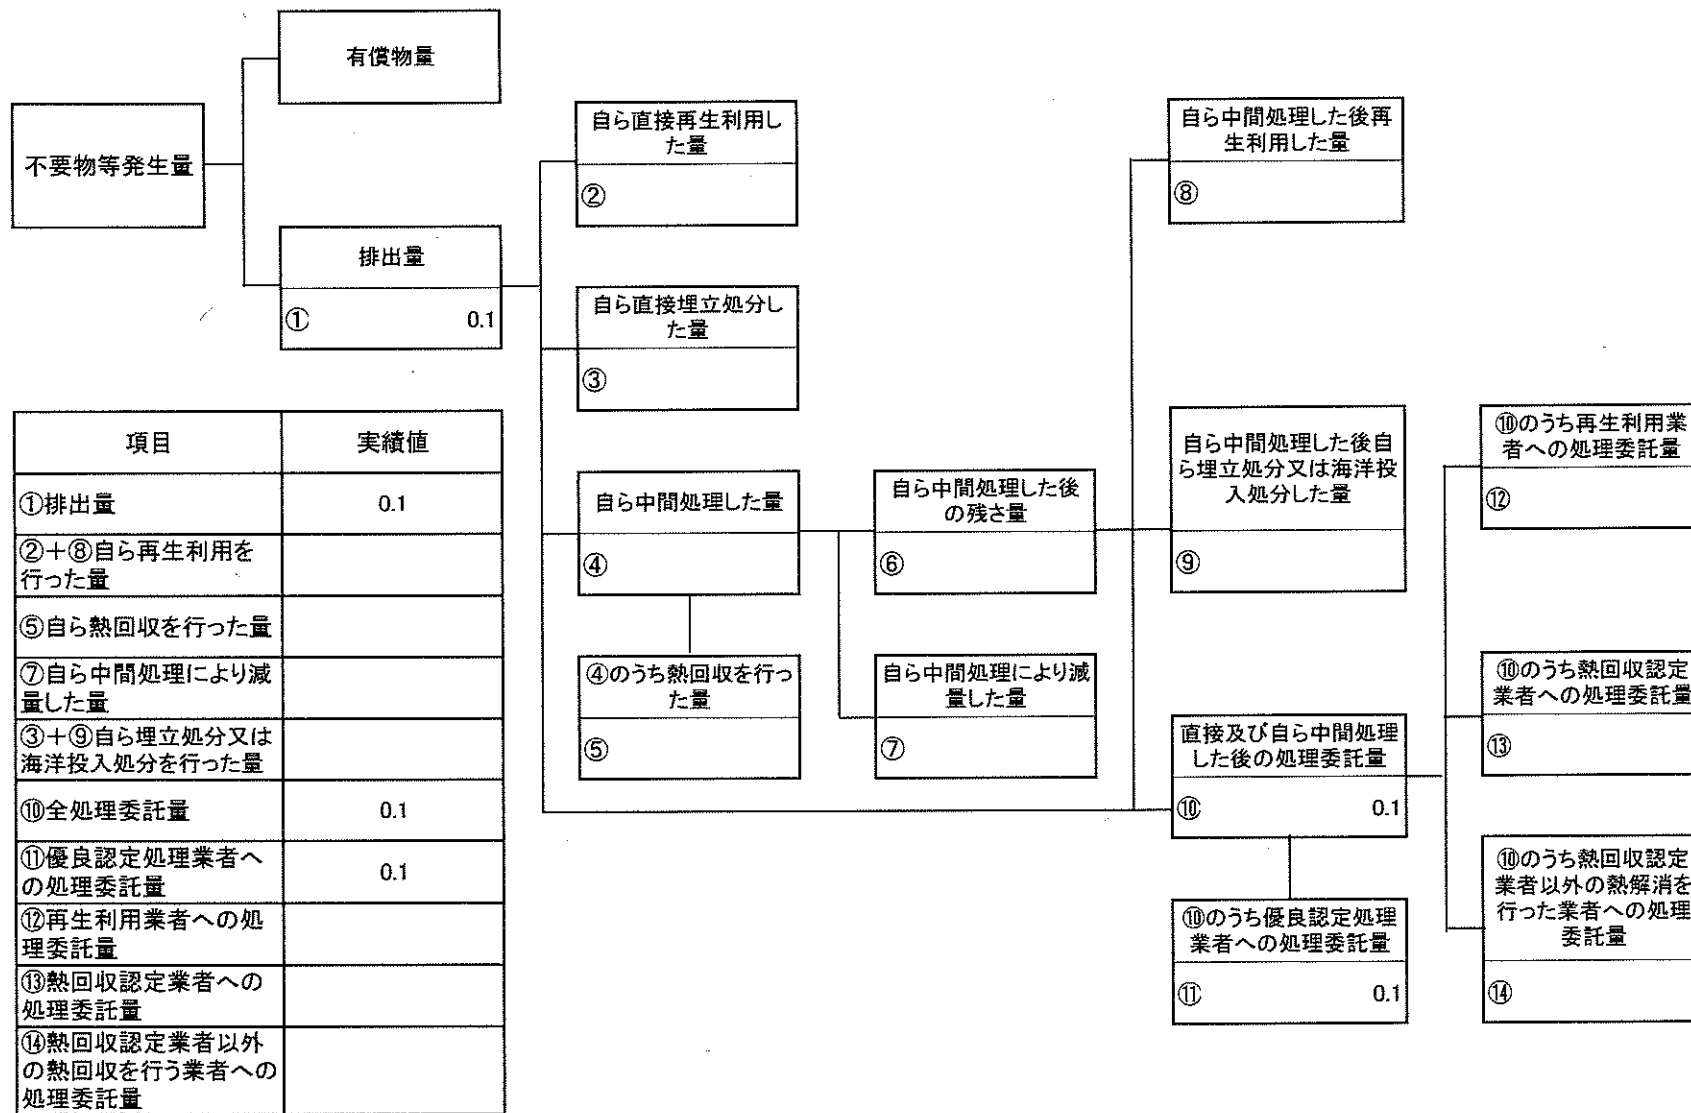 有償物量
不要物等発生量
排出量
① 0.1
自ら直接再生利用し
た量
②
自ら直接埋立処分し
た量
③
自ら中間処理した量
④
④のうち熱回収を行っ
た量
⑤
自ら中間処理した後
の残さ量
⑥
自ら中間処理により減
量した量
⑦
自ら中間処理した後再
生利用した量
⑧
自ら中間処理した後自
ら埋立処分又は海洋投
入処分した量
⑨
直接及び自ら中間処理
した後の処理委託量
⑩ 0.1
⑩のうち優良認定処理
業者への処理委託量
⑪ 0.1
⑩のうち再生利用業
者への処理委託量
⑫
⑩のうち熱回収認定
業者への処理委託量
⑬
⑩のうち熱回収認定
業者以外の熱解消を
行った業者への処理
委託量
⑭
項目 実績値
①排出量 0.1
②+⑧自ら再生利用を
行った量
⑤自ら熱回収を行った量
⑦自ら中間処理により減
量した量
③+⑨自ら埋立処分又は
海洋投入処分を行った量
⑩全処理委託量 0.1
⑪優良認定処理業者へ
の処理委託量 0.1
⑫再生利用業者への処
理委託量
⑬熱回収認定業者への
処理委託量
⑭熱回収認定業者以外
の熱回収を行う業者への
処理委託量